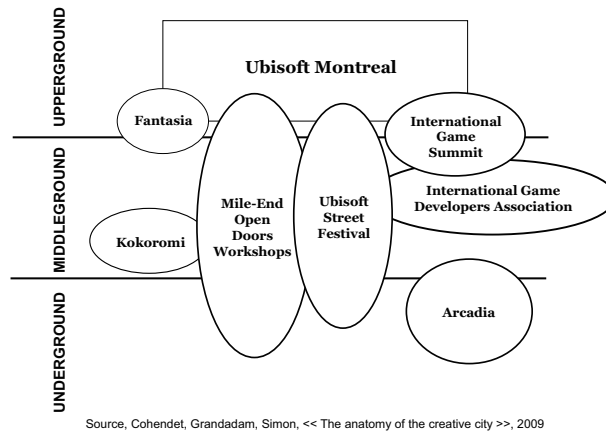 UPPERGROUND
Ubisoft Montreal
Fantasia
International
Game
Summit
MIDDLEGROUND
Mile-End
Open
Doors
Workshops
Ubisoft
Street
Festival
International Game
Developers Association
Kokoromi
UNDERGROUND
Arcadia
Source, Cohendet, Grandadam, Simon, << The anatomy of the creative city >>, 2009